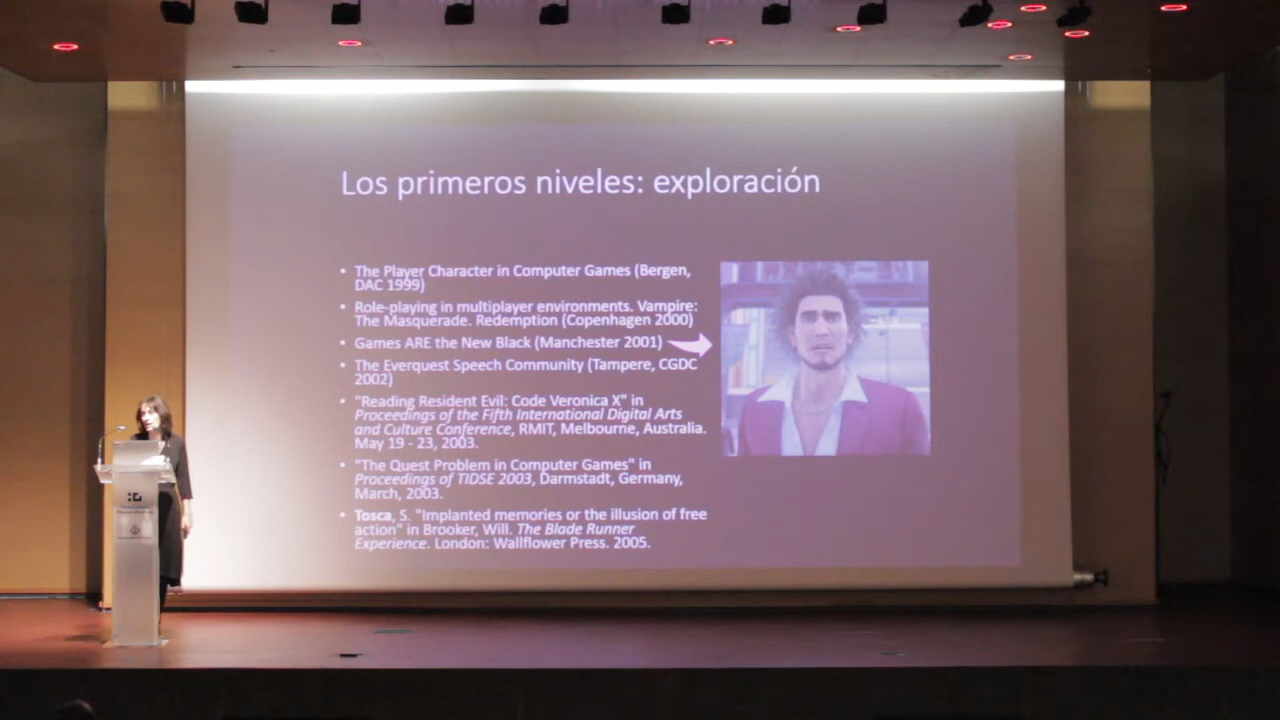 Los primeros niveles: exploración
• The Player Character in Computer Games (Bergen,
DAC 1999)
• Role-playing in multiplayer environments. Vampire:
The Masquerade. Redemption (Copenhagen 2000)
• Games ARE the New Black (Manchester 2001)
• The Everquest Speech Community (Tampere, CGDC
2002)
• "Reading Resident Evil: Code Veronica X" in
Proceedings of the Fifth International Digital Arts
and Culture Conference, RMIT, Melbourne, Australia.
May 19 - 23, 2003.
• "The Quest Problem in Computer Games" in
Proceedings of TIDSE 2003, Darmstadt, Germany,
March, 2003.
• Tosca, S. "Implanted memories or the illusion of free
action" in Brooker, Will. The Blade Runner
Experience. London: Wallflower Press. 2005.